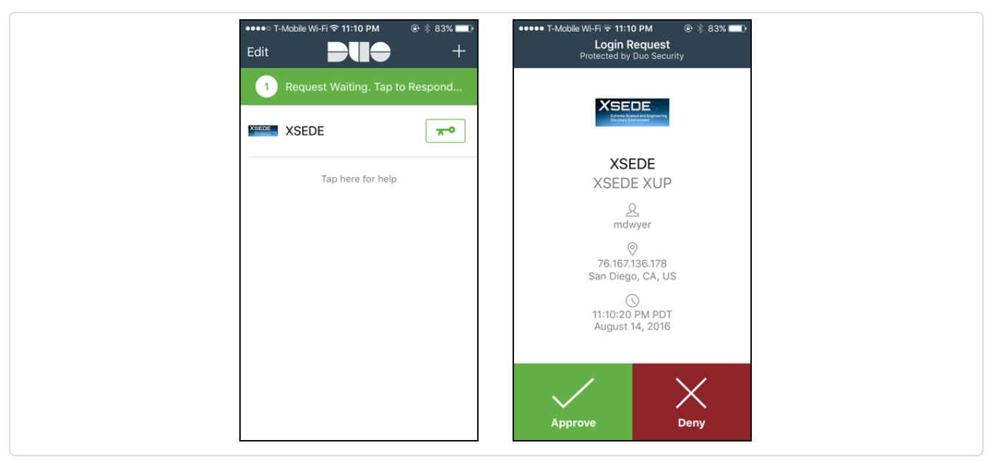 T-Mobile Wi-Fi 11:10 PM 83%
Edit DUO +
1 Request Waiting. Tap to Respond...
XSEDE XSEDE
Tap here for help
T-Mobile Wi-Fi 11:10 PM 83%
Login Request
Protected by Duo Security
XSEDE
Extreme Science and Engineering
Discovery Environment
XSEDE
XSEDE XUP
mdwyer
76.167.136.178
San Diego, CA, US
11:10:20 PM PDT
August 14, 2016
Approve Deny